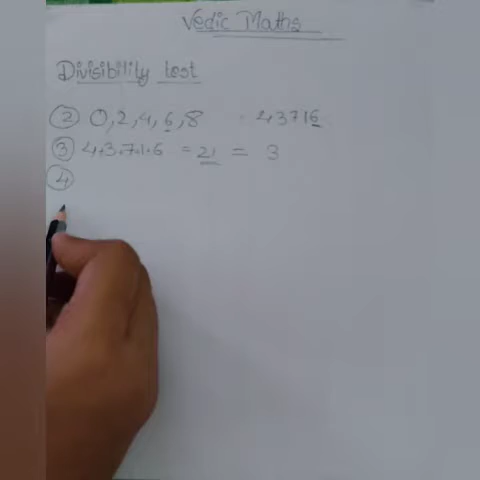 Vedic Maths
Divisibility test
② 0,2,4,6,8 43716
③ 4+3+7+1+6 = 21 = 3
④